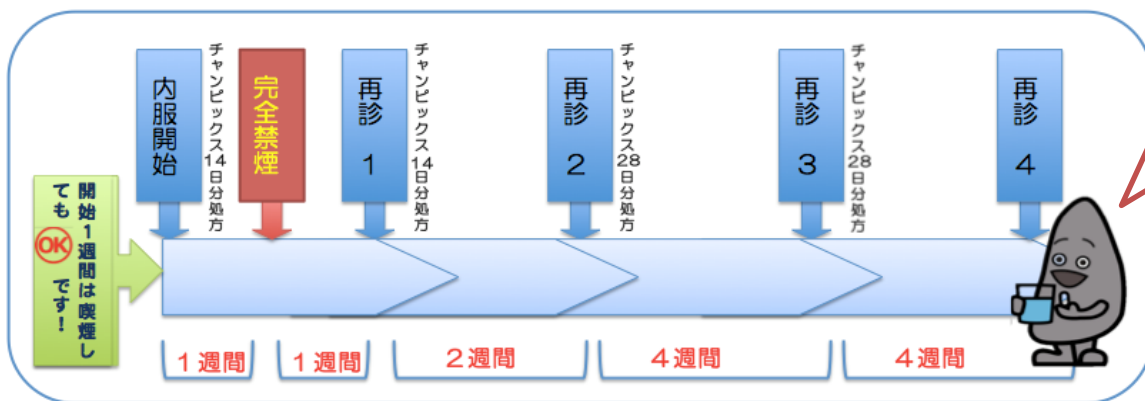 内服開始
チャンピックス14日分処方
完全禁煙
再診1
チャンピックス14日分処方
再診2
チャンピックス28日分処方
再診3
チャンピックス28日分処方
再診4
開始1週間は喫煙し
ても OK です!
1週間
1週間
2週間
4週間
4週間